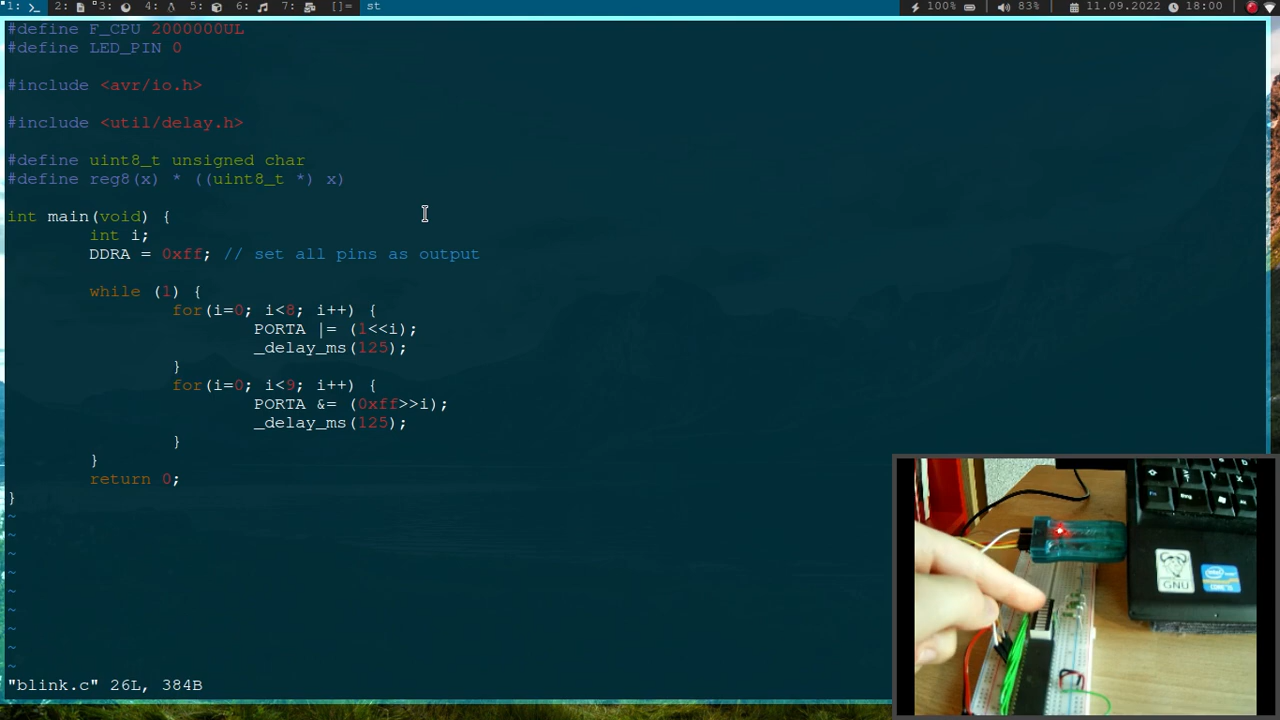 1: 2: 3: 4: 5: 6: 7: []= st 100% 83% 11.09.2022 18:00
#define F_CPU 2000000UL
#define LED_PIN 0
#include <avr/io.h>
#include <util/delay.h>
#define uint8_t unsigned char
#define reg8(x) * ((uint8_t *) x)
int main(void) {
int i;
DDRA = 0xff; // set all pins as output
while (1) {
for(i=0; i<8; i++) {
PORTA |= (1<<i);
_delay_ms(125);
}
for(i=0; i<9; i++) {
PORTA &= (0xff>>i);
_delay_ms(125);
}
}
return 0;
}
~
~
~
~
~
~
~
~
~
"blink.c" 26L, 384B
GNU
intel